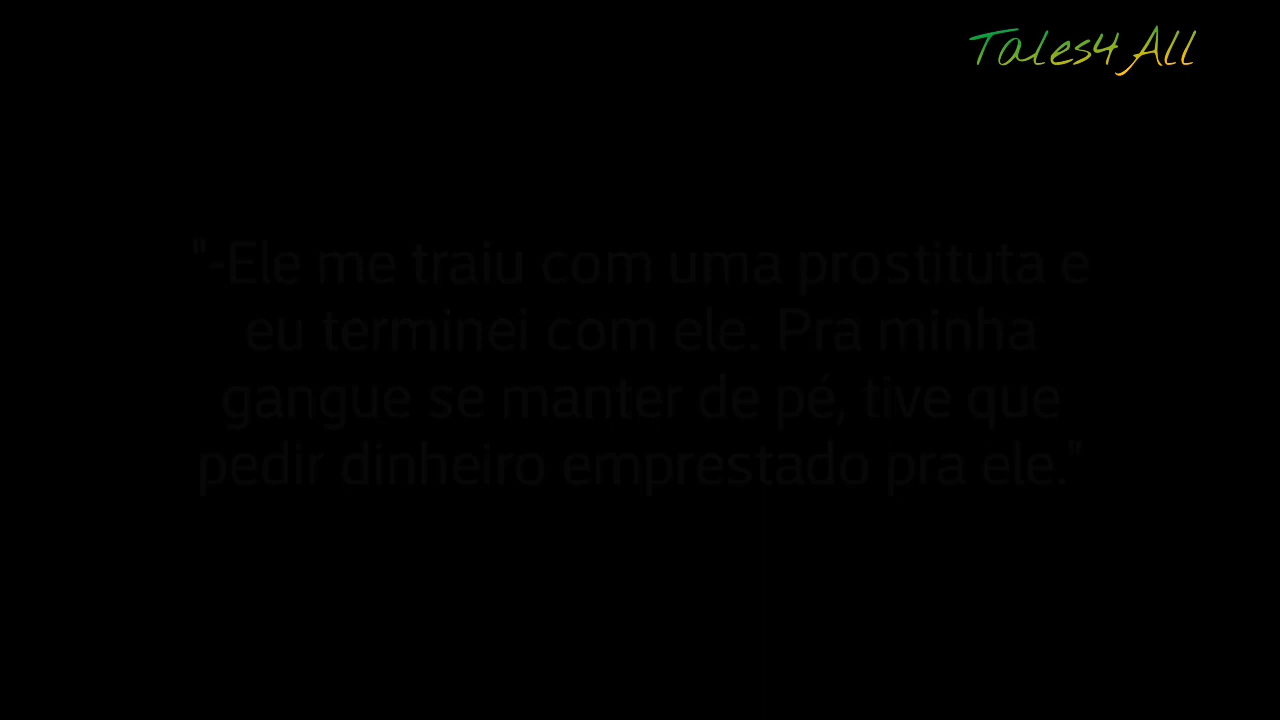 Tales4 All
"-Ele me traiu com uma prostituta e
eu terminei com ele. Pra minha
gangue se manter de pé, tive que
pedir dinheiro emprestado pra ele."